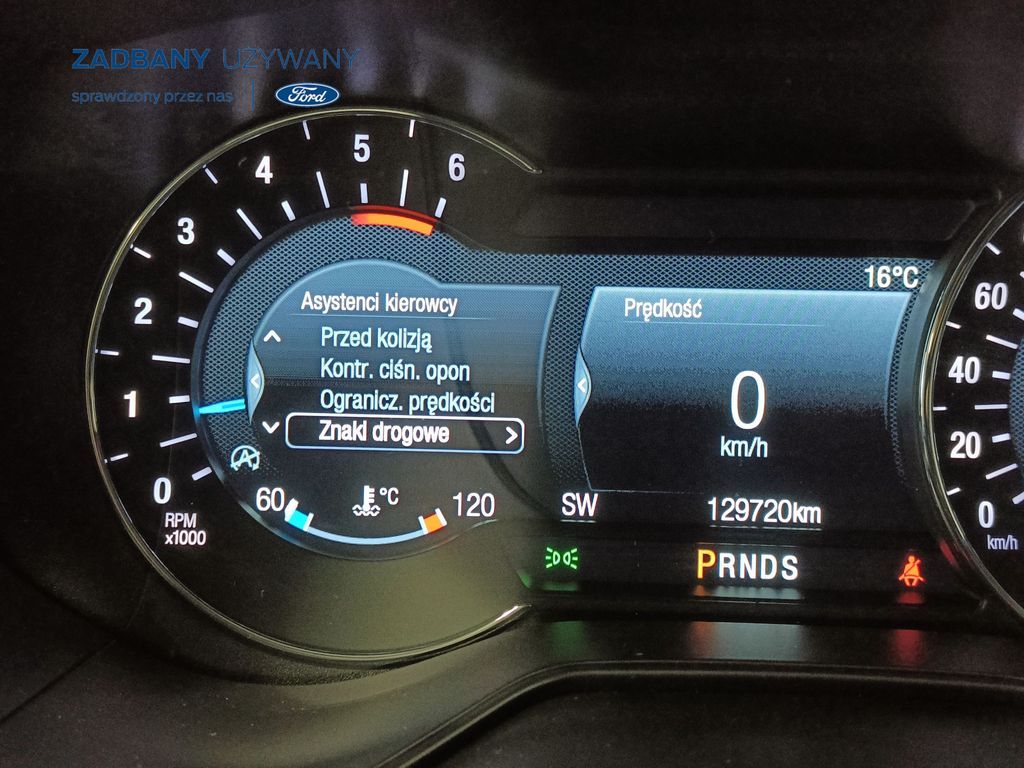 ZADBANY UŻYWANY
sprawdzony przez nas
Ford
6
5
4
3
2
1
0
RPM
x1000
Asystenci kierowcy
Przed kolizją
Kontr. ciśn. opon
Ogranicz. prędkości
Znaki drogowe
60
°C
120
16°C
Prędkość
0
km/h
SW
129720km
PRNDS
60
40
20
0
km/h